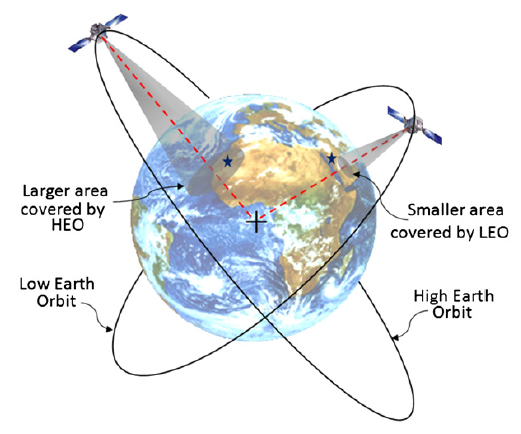 Larger area
covered by
HEO
Smaller area
covered by LEO
Low Earth
Orbit
High Earth
Orbit